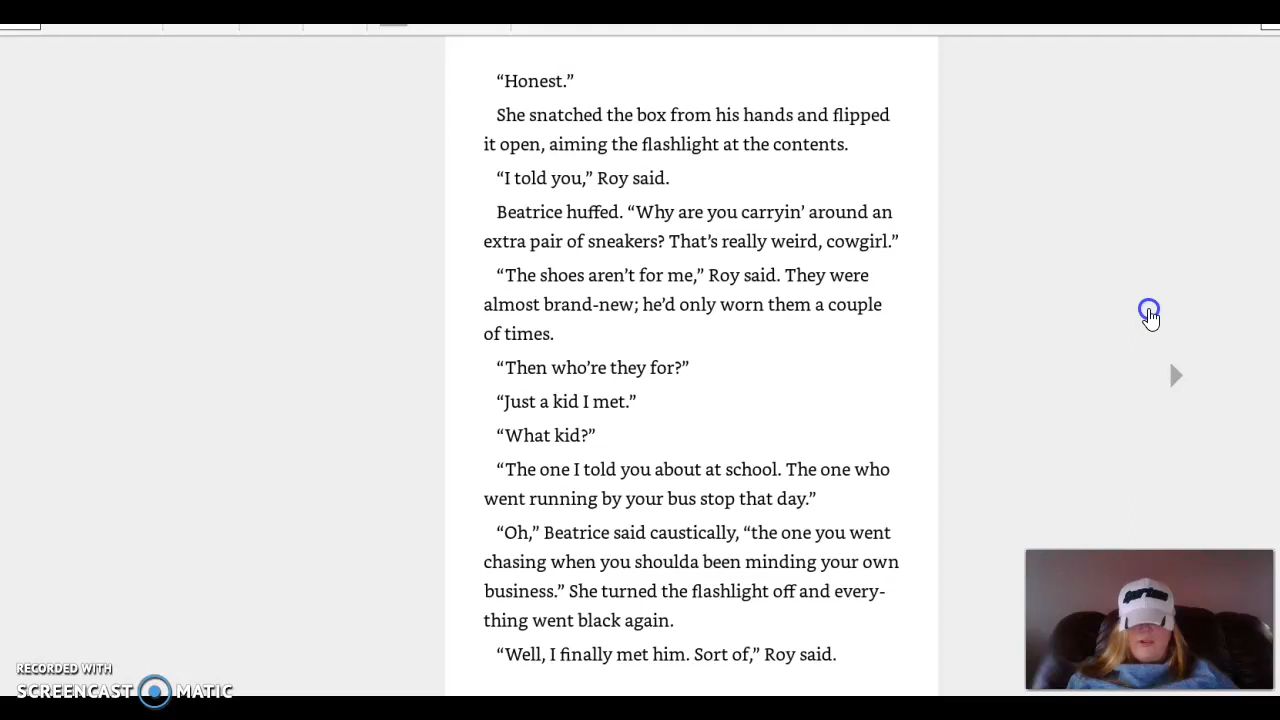 “Honest.”
She snatched the box from his hands and flipped
it open, aiming the flashlight at the contents.
“I told you,” Roy said.
Beatrice huffed. “Why are you carryin’ around an
extra pair of sneakers? That’s really weird, cowgirl.”
“The shoes aren’t for me,” Roy said. They were
almost brand-new; he’d only worn them a couple
of times.
“Then who’re they for?”
“Just a kid I met.”
“What kid?”
“The one I told you about at school. The one who
went running by your bus stop that day.”
“Oh,” Beatrice said caustically, “the one you went
chasing when you shoulda been minding your own
business.” She turned the flashlight off and every-
thing went black again.
“Well, I finally met him. Sort of,” Roy said.
RECORDED WITH
SCREENCAST MATIC